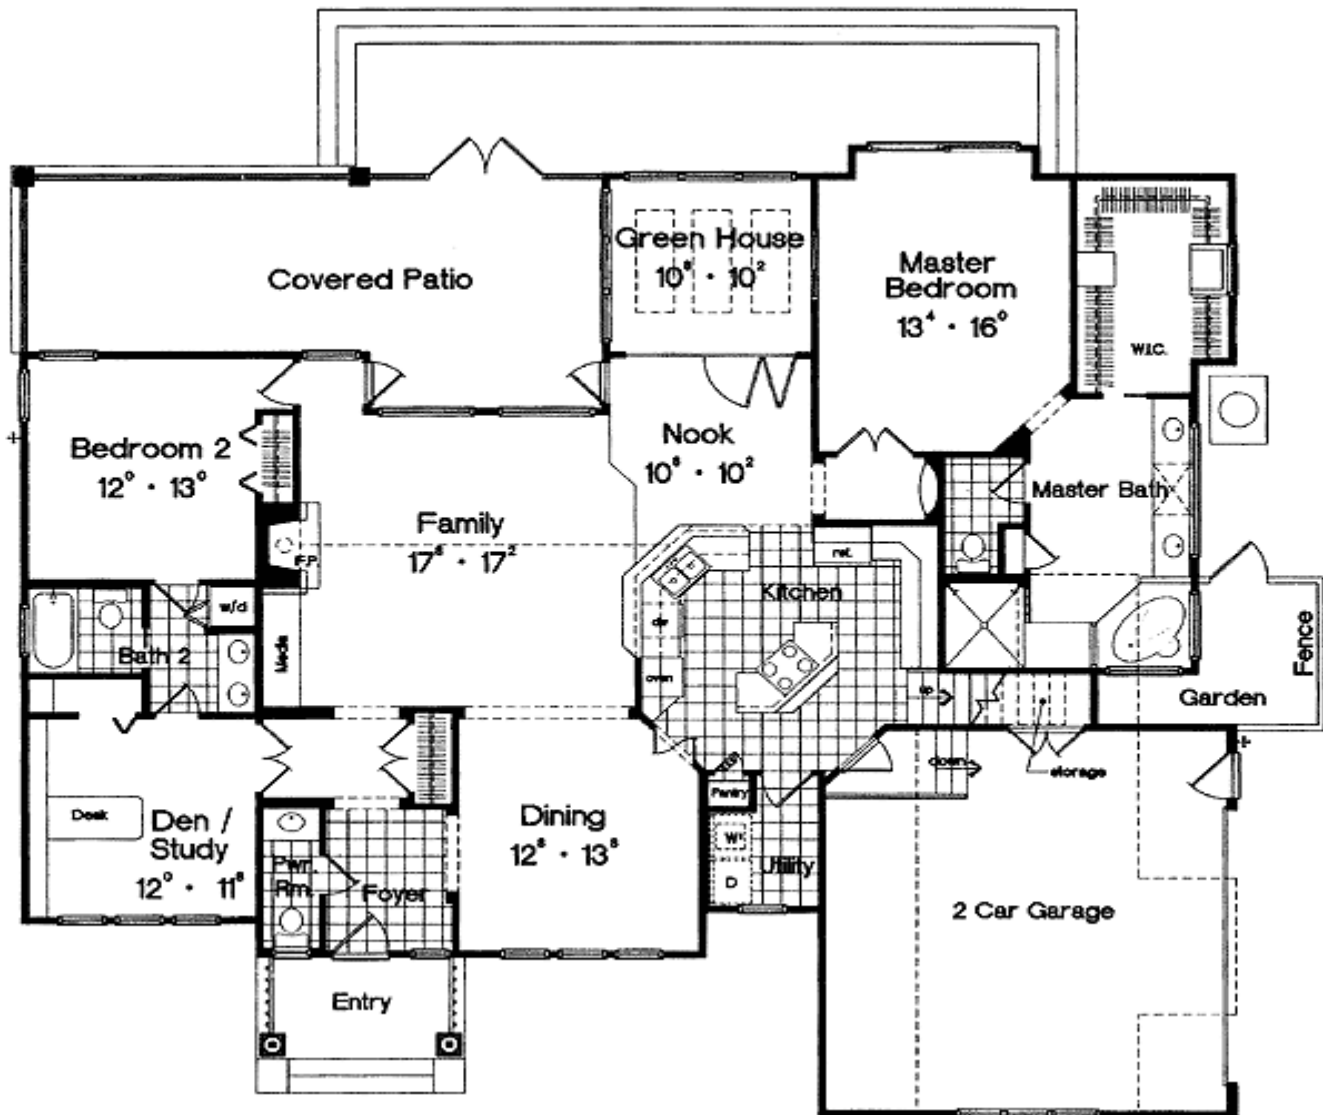 Green House
10⁸ · 10²
Covered Patio
Master
Bedroom
13⁴ · 16⁰
W.I.C.
Bedroom 2
12⁰ · 13⁰
Nook
10⁸ · 10²
Master Bath
Family
17⁶ · 17²
F.P.
ref.
Kitchen
w/d
dw
Bath 2
Media
oven
up
Garden
Fence
down
storage
Desk
Den /
Study
12⁰ · 11⁸
Dining
12⁸ · 13⁸
Pantry
W
D
Utility
Pwr.
Rm.
Foyer
2 Car Garage
Entry